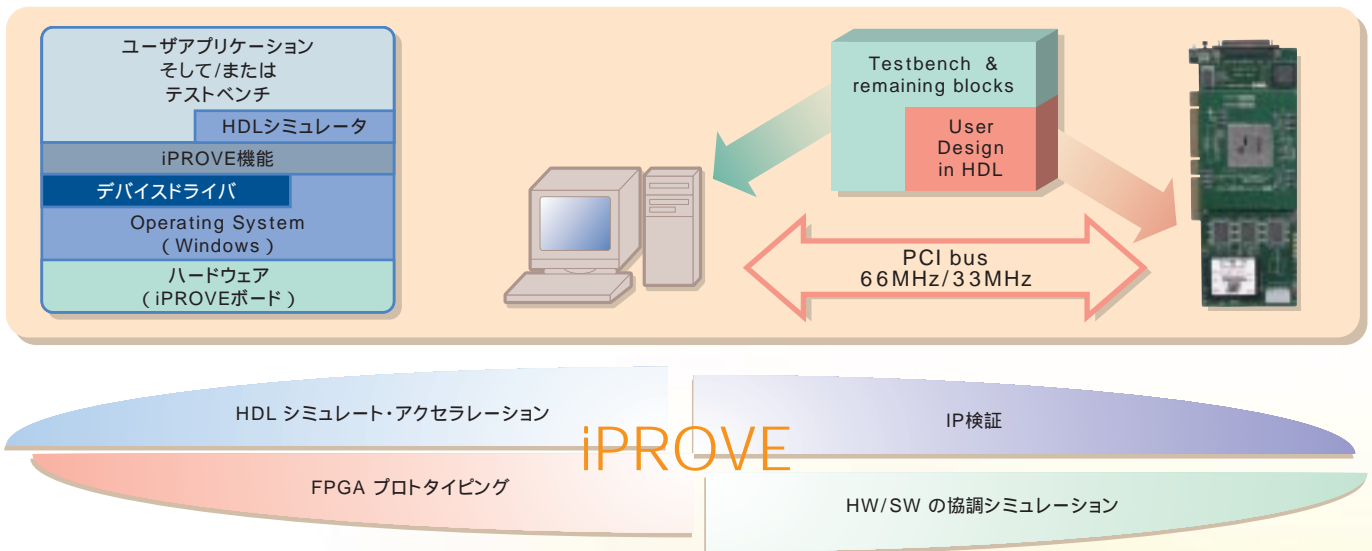 ユーザアプリケーション
そして/または
テストベンチ
HDLシミュレータ
iPROVE機能
デバイスドライバ
Operating System
(Windows)
ハードウェア
(iPROVEボード)
Testbench &
remaining blocks
User
Design
in HDL
PCI bus
66MHz/33MHz
HDL シミュレート・アクセラレーション
IP検証
iPROVE
FPGA プロトタイピング
HW/SW の協調シミュレーション